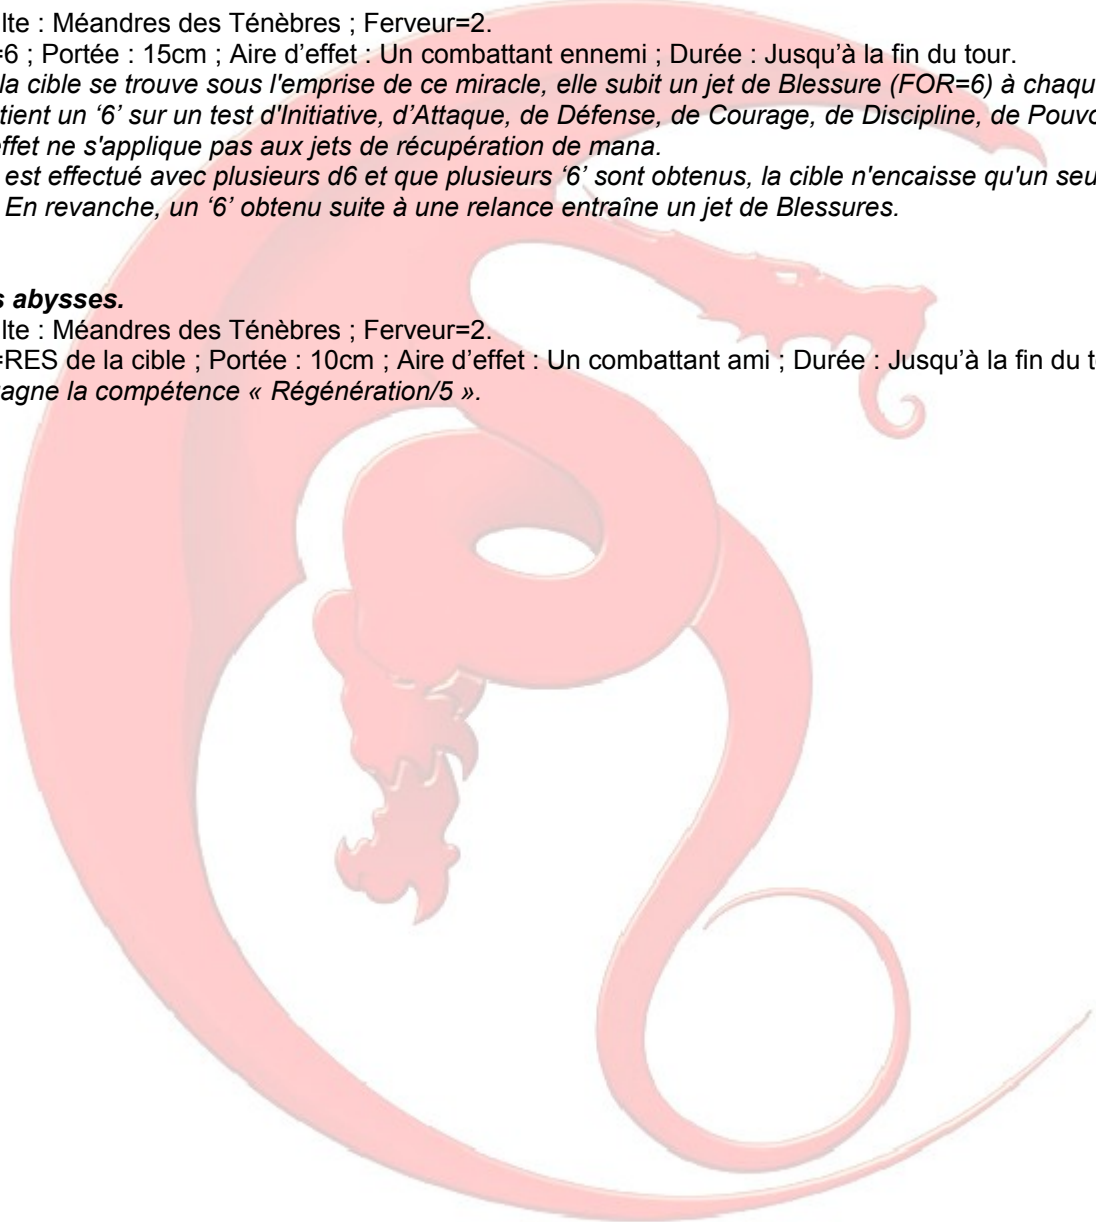 lte : Méandres des Ténèbres ; Ferveur=2.
=6 ; Portée : 15cm ; Aire d’effet : Un combattant ennemi ; Durée : Jusqu’à la fin du tour.
la cible se trouve sous l'emprise de ce miracle, elle subit un jet de Blessure (FOR=6) à chaqu
tient un ‘6’ sur un test d'Initiative, d’Attaque, de Défense, de Courage, de Discipline, de Pouvo
effet ne s'applique pas aux jets de récupération de mana.
est effectué avec plusieurs d6 et que plusieurs ‘6’ sont obtenus, la cible n'encaisse qu'un seu
En revanche, un ‘6’ obtenu suite à une relance entraîne un jet de Blessures.
s abysses.
lte : Méandres des Ténèbres ; Ferveur=2.
=RES de la cible ; Portée : 10cm ; Aire d’effet : Un combattant ami ; Durée : Jusqu’à la fin du t
agne la compétence « Régénération/5 ».